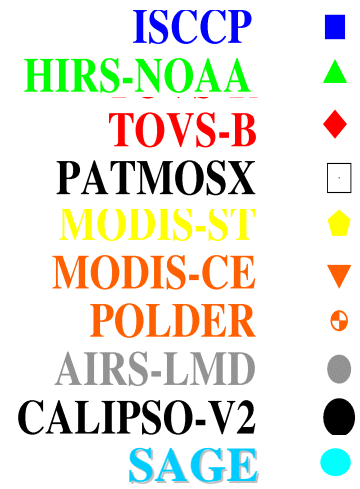 ISCCP
HIRS-NOAA
TOVS-B
PATMOSX
MODIS-ST
MODIS-CE
POLDER
AIRS-LMD
CALIPSO-V2
SAGE